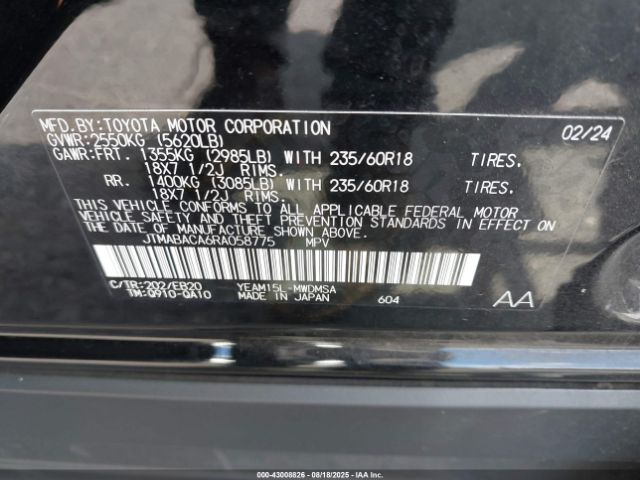 MFD.BY:TOYOTA MOTOR CORPORATION 02/24
GVWR:2550KG (5620LB)
GAWR:FRT. 1355KG (2985LB) WITH 235/60R18 TIRES.
18X7 1/2J RIMS.
RR. 1400KG (3085LB) WITH 235/60R18 TIRES.
18X7 1/2J RIMS.
THIS VEHICLE CONFORMS TO ALL APPLICABLE FEDERAL MOTOR
VEHICLE SAFETY AND THEFT PREVENTION STANDARDS IN EFFECT ON
THE DATE OF MANUFACTURE SHOWN ABOVE.
JTMABACA6RA058775 MPV
C/TR:202/EB20 YEAM15L-MWDMSA
TM:Q910-QA10 MADE IN JAPAN 604 AA
000-43008826 - 08/18/2025 - IAAI.COM